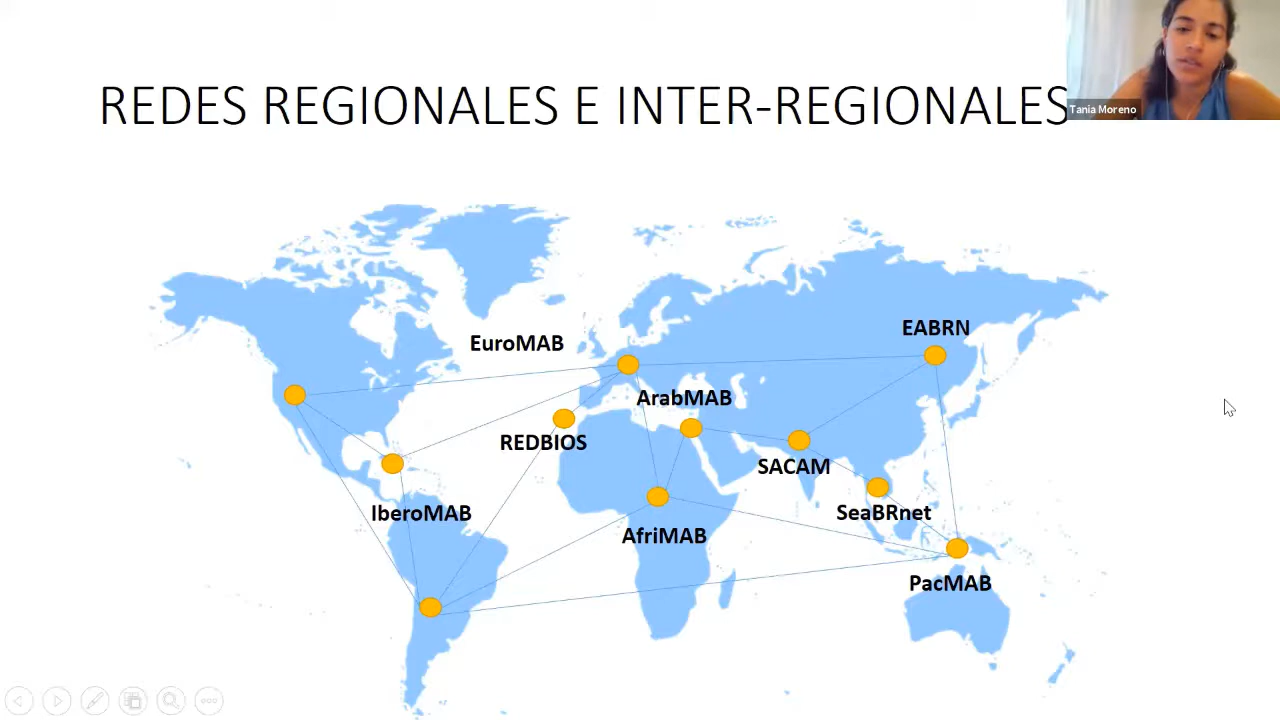 REDES REGIONALES E INTER-REGIONALES
Tania Moreno
EABRN
EuroMAB
ArabMAB
REDBIOS
SACAM
IberoMAB
SeaBRnet
AfriMAB
PacMAB